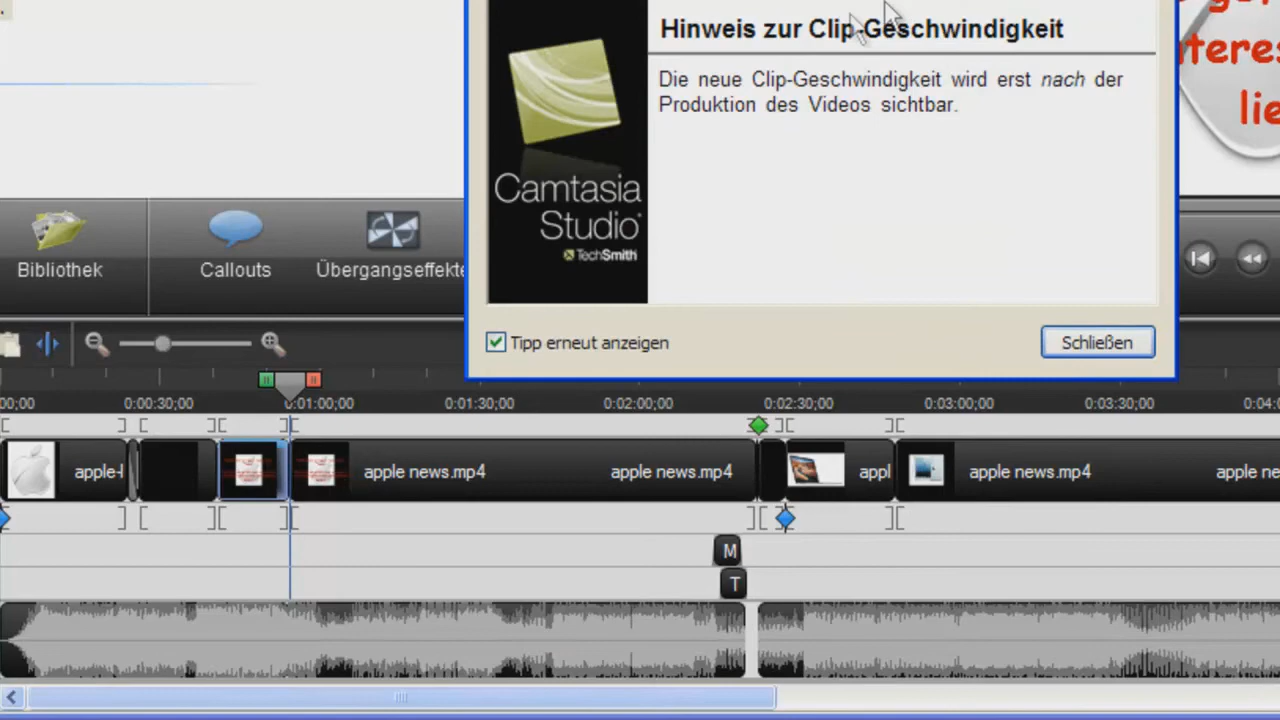 Hinweis zur Clip-Geschwindigkeit
Die neue Clip-Geschwindigkeit wird erst nach der
Produktion des Videos sichtbar.
Camtasia
Studio
TechSmith
Tipp erneut anzeigen
Schließen
Bibliothek
Callouts
Übergangseffekte
00;00
0:00:30;00
0:01:00;00
0:01:30;00
0:02:00;00
0:02:30;00
0:03:00;00
0:03:30;00
0:04:
apple-
apple news.mp4
apple news.mp4
appl
apple news.mp4
apple ne
M
T
nteres
lie